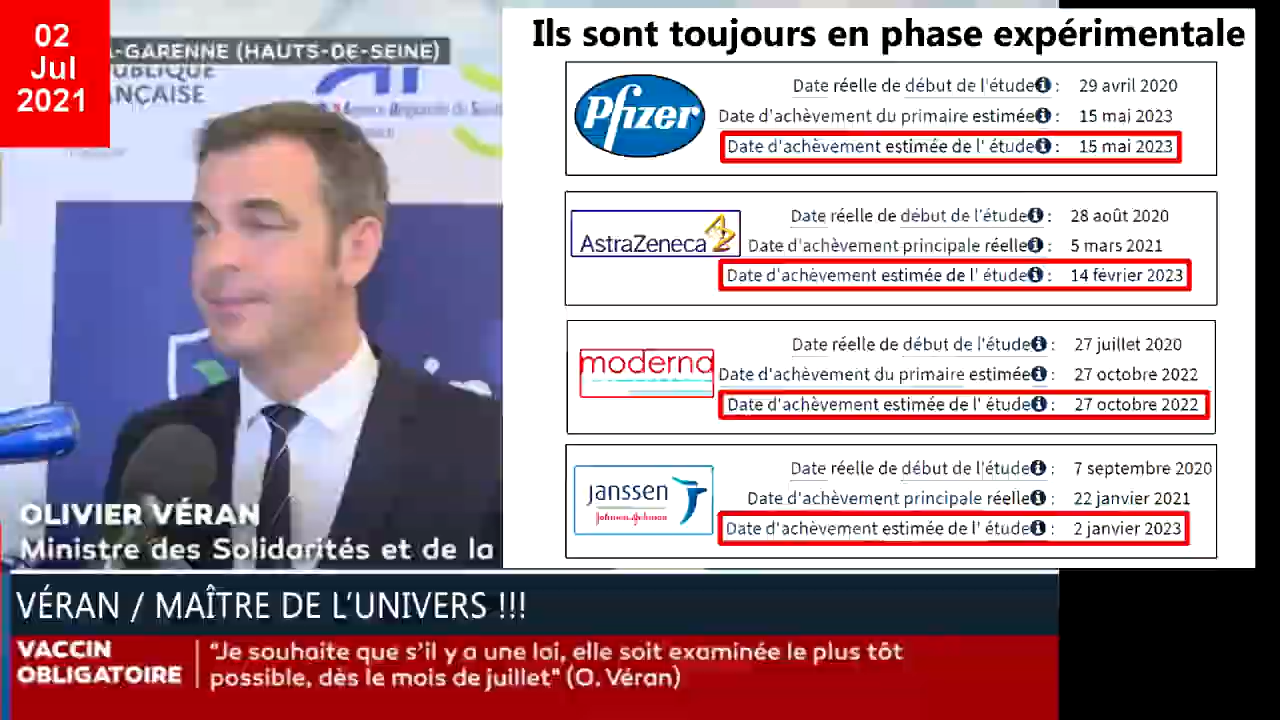 02
Jul
2021
A-GARENNE (HAUTS-DE-SEINE)
NÇAISE
Ils sont toujours en phase expérimentale
Pfizer
Date réelle de début de l'étude : 29 avril 2020
Date d'achèvement du primaire estimée : 15 mai 2023
Date d'achèvement estimée de l' étude : 15 mai 2023
AstraZeneca
Date réelle de début de l'étude : 28 août 2020
Date d'achèvement principale réelle : 5 mars 2021
Date d'achèvement estimée de l' étude : 14 février 2023
moderna
Date réelle de début de l'étude : 27 juillet 2020
Date d'achèvement du primaire estimée : 27 octobre 2022
Date d'achèvement estimée de l' étude : 27 octobre 2022
Janssen
Johnson & Johnson
Date réelle de début de l'étude : 7 septembre 2020
Date d'achèvement principale réelle : 22 janvier 2021
Date d'achèvement estimée de l' étude : 2 janvier 2023
OLIVIER VÉRAN
Ministre des Solidarités et de la
VÉRAN / MAÎTRE DE L'UNIVERS !!!
VACCIN
OBLIGATOIRE
"Je souhaite que s'il y a une loi, elle soit examinée le plus tôt
possible, dès le mois de juillet" (O. Véran)